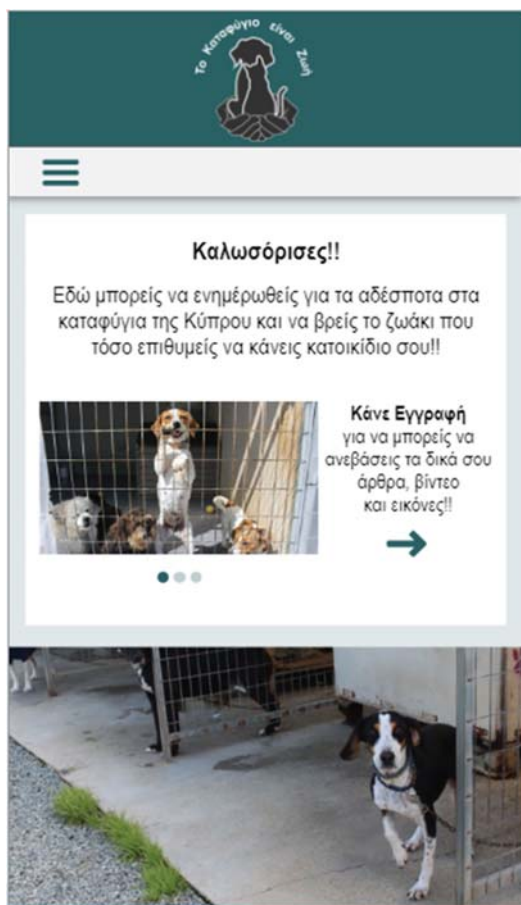 Το Καταφύγιο είναι Ζωή
Καλωσόρισες!!
Εδώ μπορείς να ενημέρωθείς για τα αδέσποτα στα
καταφύγια της Κύπρου και να βρείς το ζωάκι που
τόσο επιθυμείς να κάνεις κατοικίδιο σου!!
Κάνε Εγγραφή
για να μπορείς να
ανεβάσεις τα δικά σου
άρθρα, βίντεο
και εικόνες!!